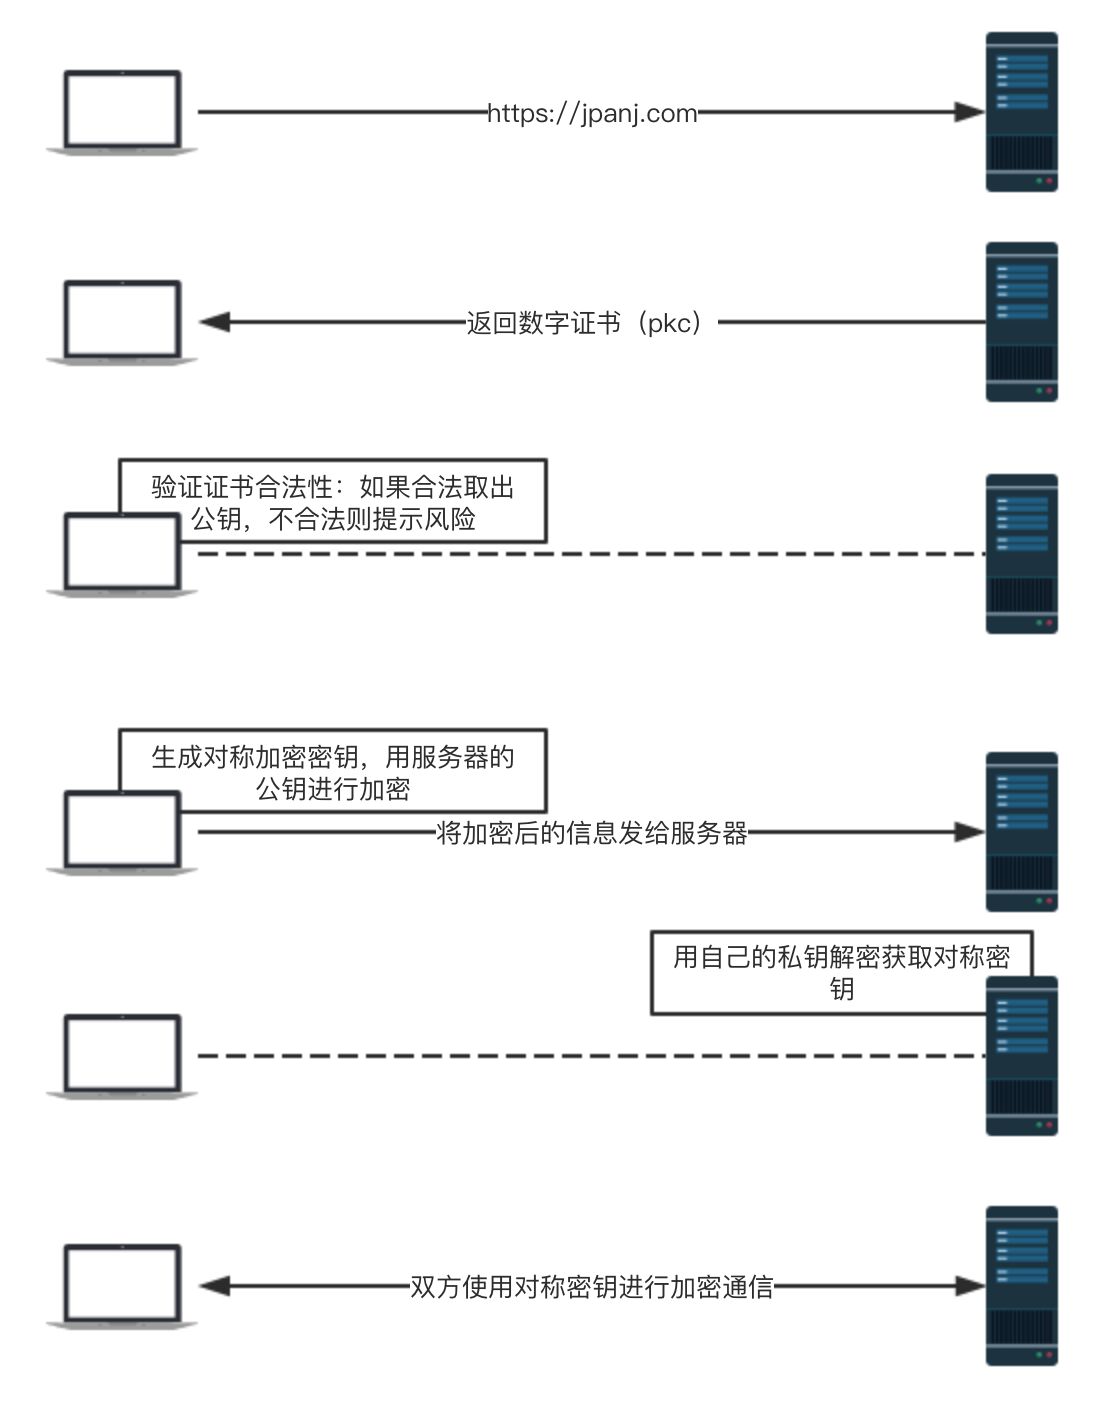 https://jpanj.com
返回数字证书（pkc）
验证证书合法性：如果合法取出
公钥，不合法则提示风险
生成对称加密密钥，用服务器的
公钥进行加密
将加密后的信息发给服务器
用自己的私钥解密获取对称密
钥
双方使用对称密钥进行加密通信